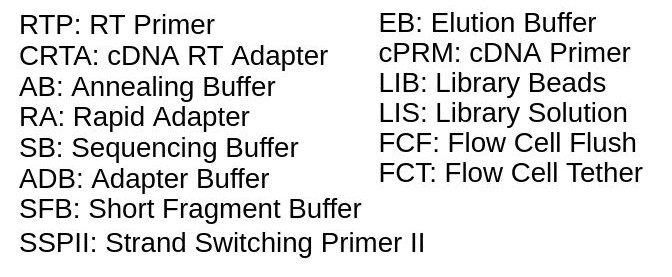 RTP: RT Primer
CRTA: cDNA RT Adapter
AB: Annealing Buffer
RA: Rapid Adapter
SB: Sequencing Buffer
ADB: Adapter Buffer
SFB: Short Fragment Buffer
SSPII: Strand Switching Primer II
EB: Elution Buffer
cPRM: cDNA Primer
LIB: Library Beads
LIS: Library Solution
FCF: Flow Cell Flush
FCT: Flow Cell Tether